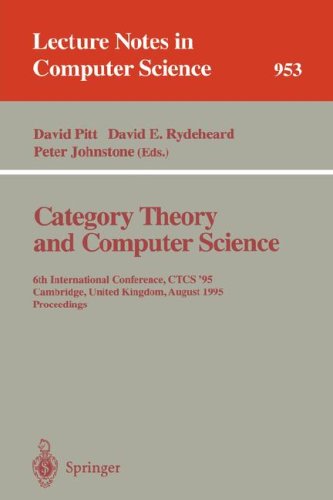 Lecture Notes in
Computer Science 953
David Pitt David E. Rydeheard
Peter Johnstone (Eds.)
Category Theory
and Computer Science
6th International Conference, CTCS '95
Cambridge, United Kingdom, August 1995
Proceedings
Springer